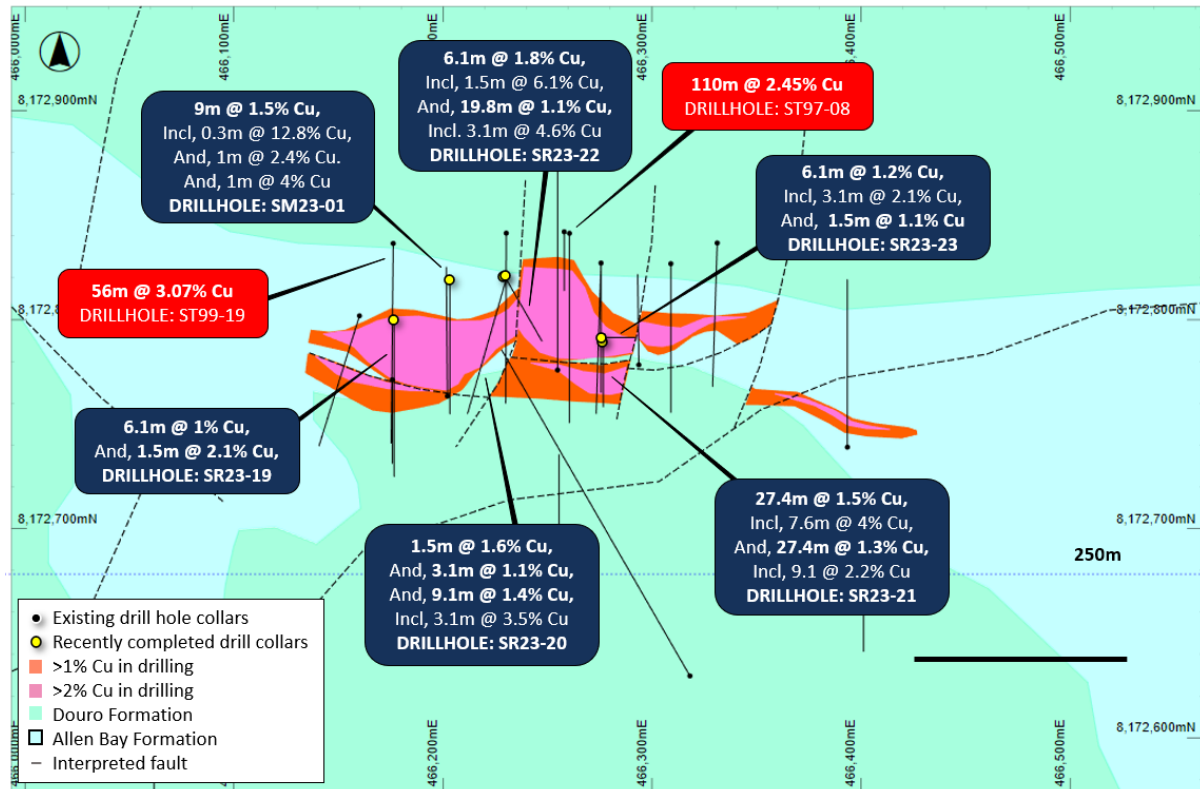 466,000mE
466,100mE
466,300mE
466,400mE
466,500mE
8,172,900mN
8,172,900mN
6.1m @ 1.8% Cu,
Incl, 1.5m @ 6.1% Cu,
And, 19.8m @ 1.1% Cu,
Incl. 3.1m @ 4.6% Cu
DRILLHOLE: SR23-22
110m @ 2.45% Cu
DRILLHOLE: ST97-08
9m @ 1.5% Cu,
Incl, 0.3m @ 12.8% Cu,
And, 1m @ 2.4% Cu.
And, 1m @ 4% Cu
DRILLHOLE: SM23-01
6.1m @ 1.2% Cu,
Incl, 3.1m @ 2.1% Cu,
And, 1.5m @ 1.1% Cu
DRILLHOLE: SR23-23
56m @ 3.07% Cu
DRILLHOLE: ST99-19
8,172,800mN
6.1m @ 1% Cu,
And, 1.5m @ 2.1% Cu,
DRILLHOLE: SR23-19
27.4m @ 1.5% Cu,
Incl, 7.6m @ 4% Cu,
And, 27.4m @ 1.3% Cu,
Incl, 9.1 @ 2.2% Cu
DRILLHOLE: SR23-21
8,172,700mN
8,172,700mN
1.5m @ 1.6% Cu,
And, 3.1m @ 1.1% Cu,
And, 9.1m @ 1.4% Cu,
Incl, 3.1m @ 3.5% Cu
DRILLHOLE: SR23-20
250m
Existing drill hole collars
Recently completed drill collars
>1% Cu in drilling
>2% Cu in drilling
Douro Formation
Allen Bay Formation
Interpreted fault
8,172,600mN
466,200mE
466,300mE
466,400mE
466,500mE